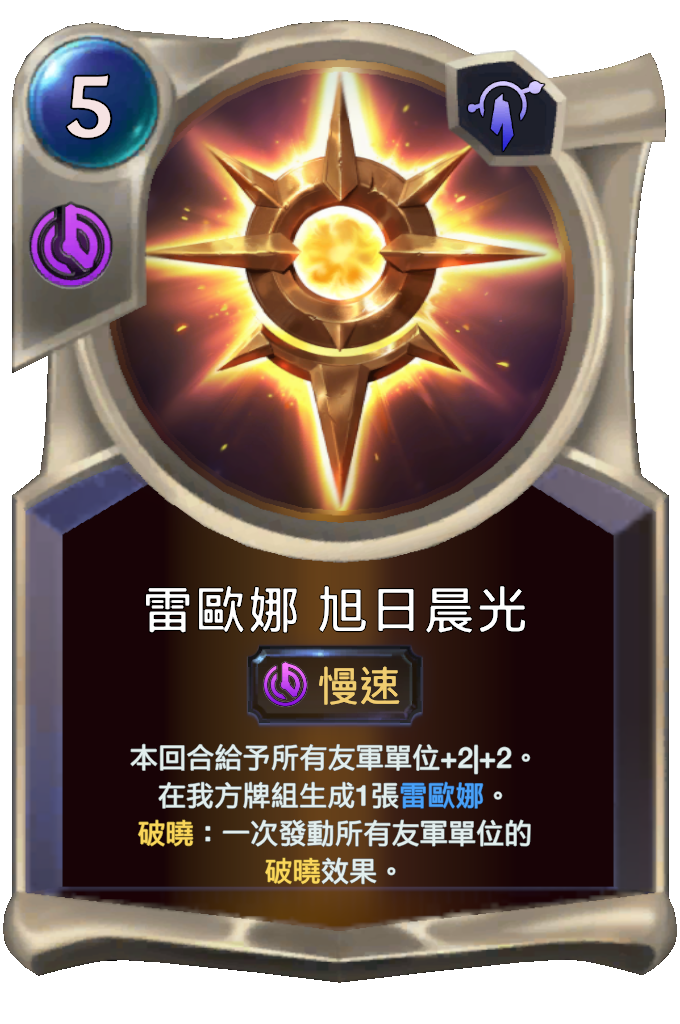 5
雷歐娜 旭日晨光
慢速
本回合給予所有友軍單位+2|+2。
在我方牌組生成1張雷歐娜。
破曉：一次發動所有友軍單位的
破曉效果。